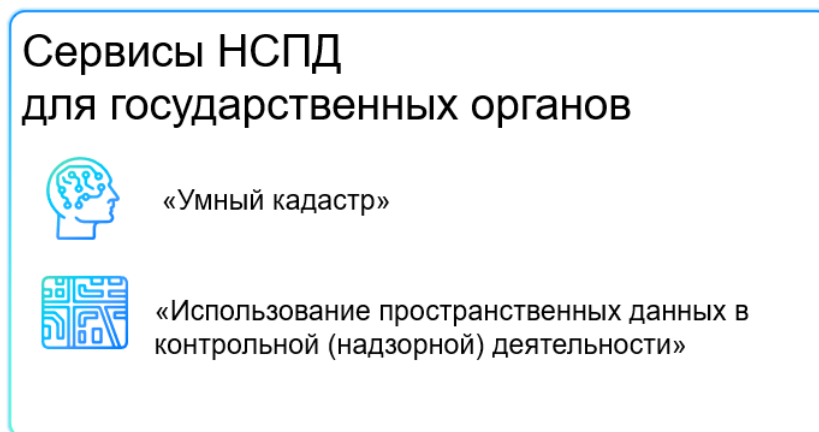 Сервисы НСПД
для государственных органов
«Умный кадастр»
«Использование пространственных данных в
контрольной (надзорной) деятельности»